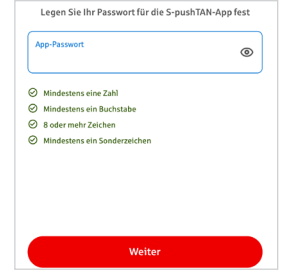 Legen Sie Ihr Passwort für die S-pushTAN-App fest
App-Passwort
Mindestens eine Zahl
Mindestens ein Buchstabe
8 oder mehr Zeichen
Mindestens ein Sonderzeichen
Weiter